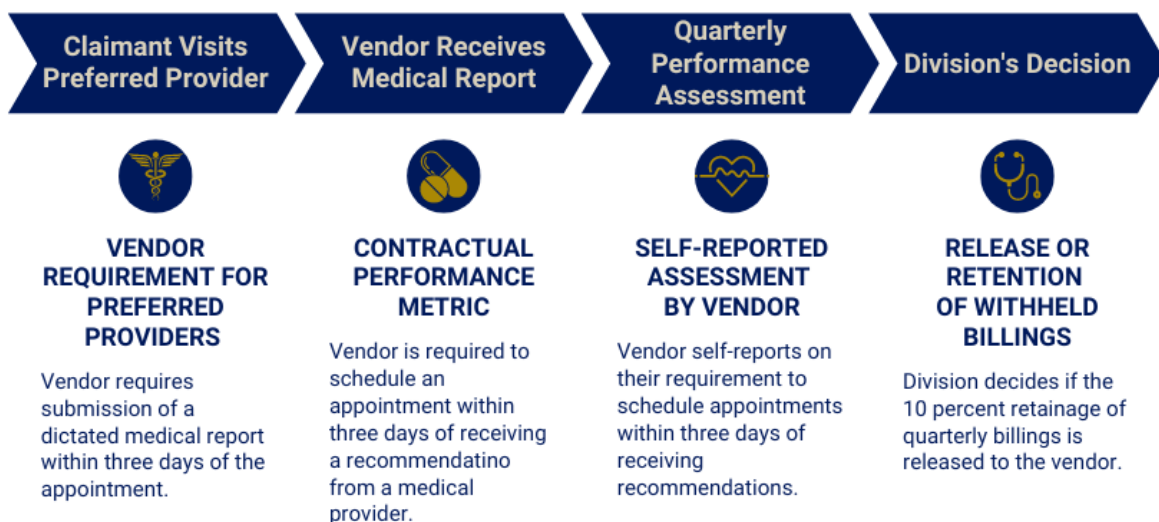 Claimant Visits
Preferred Provider
Vendor Receives
Medical Report
Quarterly
Performance
Assessment
Division's Decision
VENDOR
REQUIREMENT FOR
PREFERRED
PROVIDERS
Vendor requires
submission of a
dictated medical report
within three days of the
appointment.
CONTRACTUAL
PERFORMANCE
METRIC
Vendor is required to
schedule an
appointment within
three days of receiving
a recommendatino
from a medical
provider.
SELF-REPORTED
ASSESSMENT
BY VENDOR
Vendor self-reports on
their requirement to
schedule appointments
within three days of
receiving
recommendations.
RELEASE OR
RETENTION
OF WITHHELD
BILLINGS
Division decides if the
10 percent retainage of
quarterly billings is
released to the vendor.